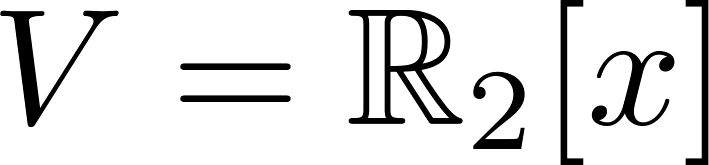 V = ℝ₂[x]